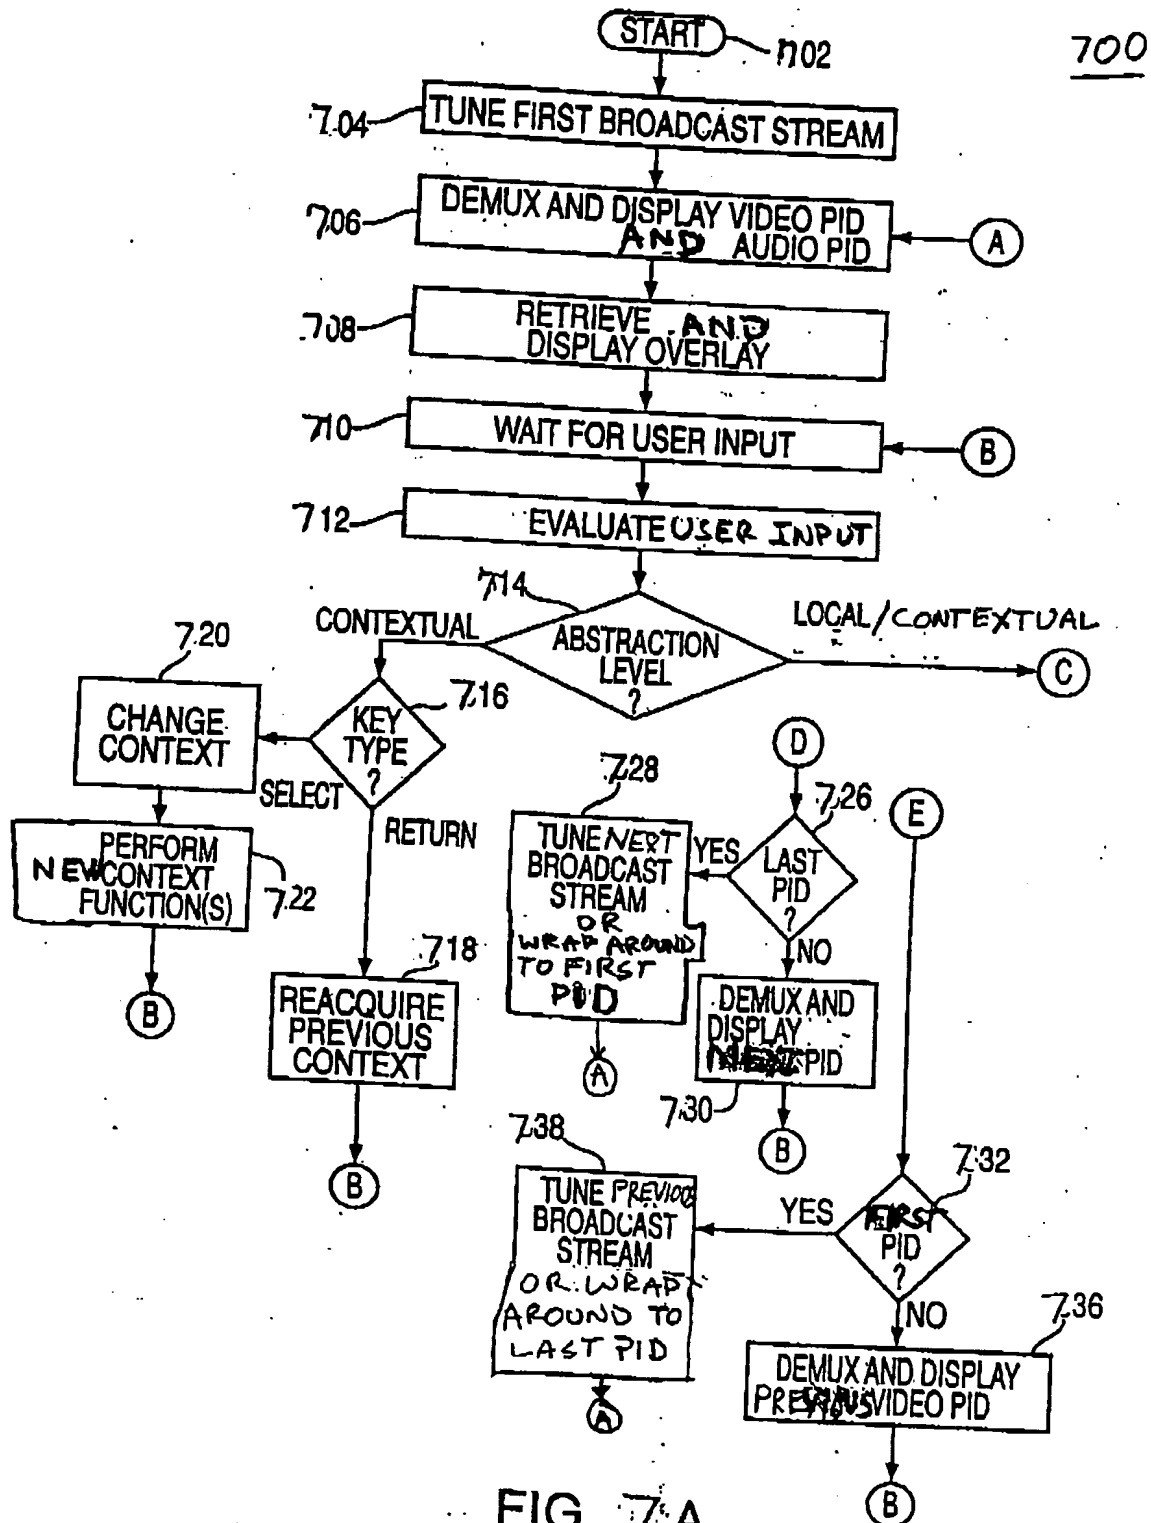 START
702
700
704
TUNE FIRST BROADCAST STREAM
706
DEMUX AND DISPLAY VIDEO PID
AND AUDIO PID
A
708
RETRIEVE AND
DISPLAY OVERLAY
710
WAIT FOR USER INPUT
B
712
EVALUATE USER INPUT
714
ABSTRACTION
LEVEL
?
CONTEXTUAL
LOCAL/CONTEXTUAL
C
720
CHANGE
CONTEXT
716
KEY
TYPE
?
SELECT
RETURN
PERFORM
NEW CONTEXT
FUNCTION(S)
722
B
718
REACQUIRE
PREVIOUS
CONTEXT
B
D
728
TUNE NEXT
BROADCAST
STREAM
OR
WRAP AROUND
TO FIRST
PID
A
YES
726
LAST
PID
?
NO
DEMUX AND
DISPLAY
NEXT PID
730
B
E
738
TUNE PREVIOUS
BROADCAST
STREAM
OR WRAP
AROUND TO
LAST PID
A
YES
732
FIRST
PID
?
NO
736
DEMUX AND DISPLAY
PREVIOUS VIDEO PID
B
FIG. 7A